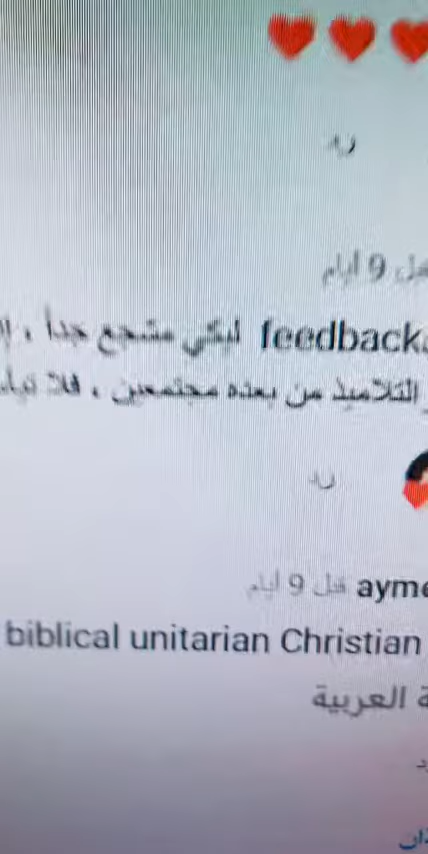 رد
قبل 9 أيام
feedback ليكي مشجع جداً ،
التلاميذ من بعده مجتمعين ، فلا
رد
ayme قبل 9 أيام
biblical unitarian Christian
العربية